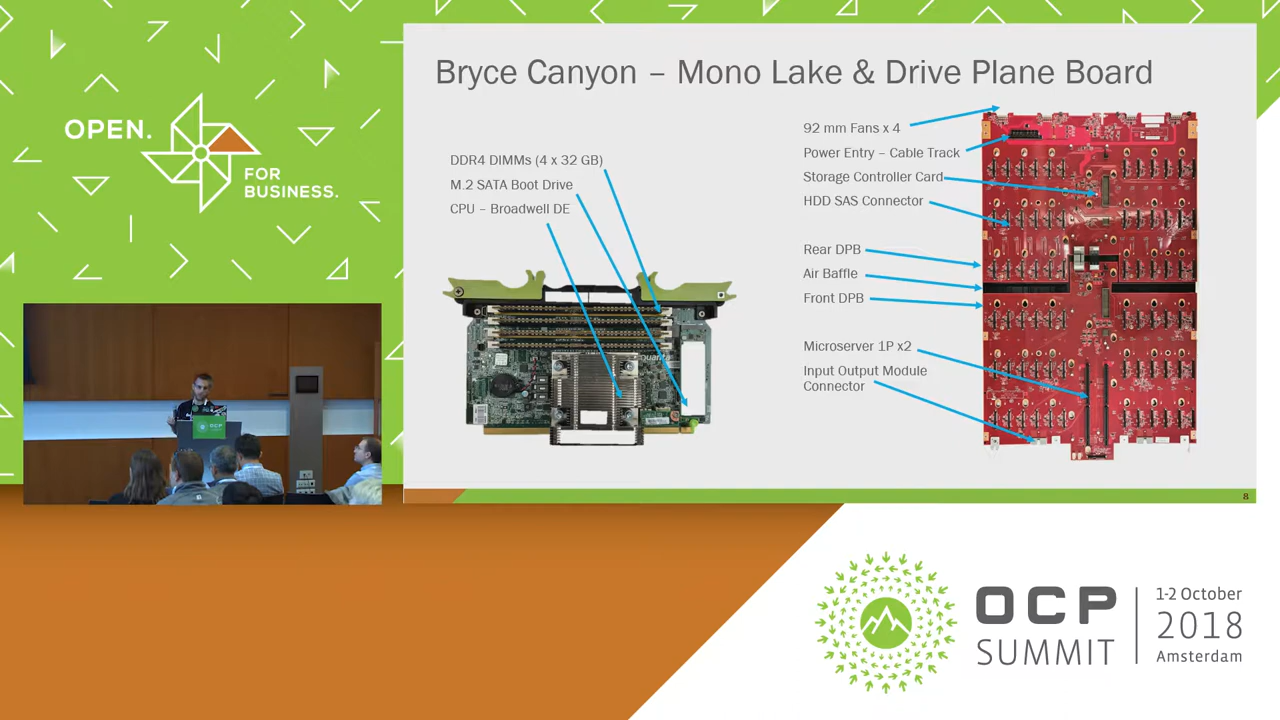 OPEN.
FOR
BUSINESS.
Bryce Canyon – Mono Lake & Drive Plane Board
DDR4 DIMMs (4 x 32 GB)
M.2 SATA Boot Drive
CPU – Broadwell DE
Quanta
92 mm Fans x 4
Power Entry – Cable Track
Storage Controller Card
HDD SAS Connector
Rear DPB
Air Baffle
Front DPB
Microserver 1P x2
Input Output Module
Connector
8
OCP
OCP
SUMMIT
1-2 October
2018
Amsterdam